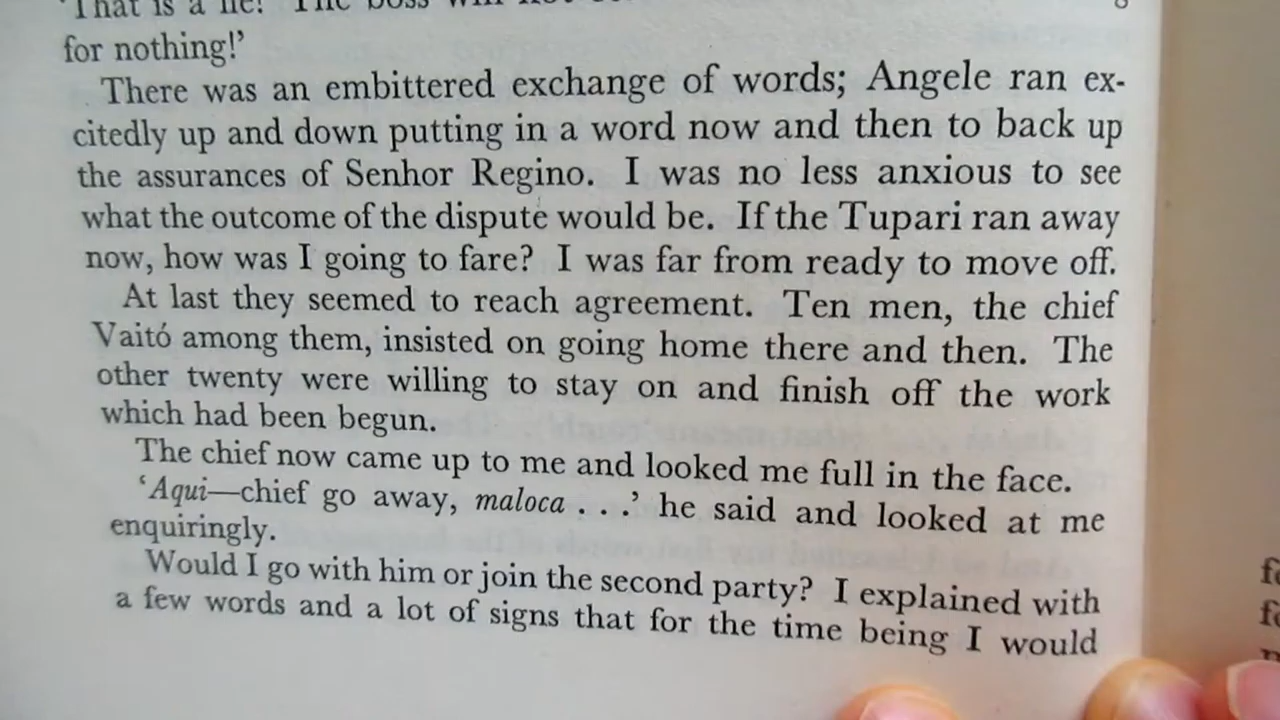 'That is a lie! The boss will not
for nothing!'
There was an embittered exchange of words; Angele ran ex-
citedly up and down putting in a word now and then to back up
the assurances of Senhor Regino. I was no less anxious to see
what the outcome of the dispute would be. If the Tupari ran away
now, how was I going to fare? I was far from ready to move off.
At last they seemed to reach agreement. Ten men, the chief
Vaitó among them, insisted on going home there and then. The
other twenty were willing to stay on and finish off the work
which had been begun.
The chief now came up to me and looked me full in the face.
'Aqui—chief go away, maloca . . .' he said and looked at me
enquiringly.
Would I go with him or join the second party? I explained with
a few words and a lot of signs that for the time being I would